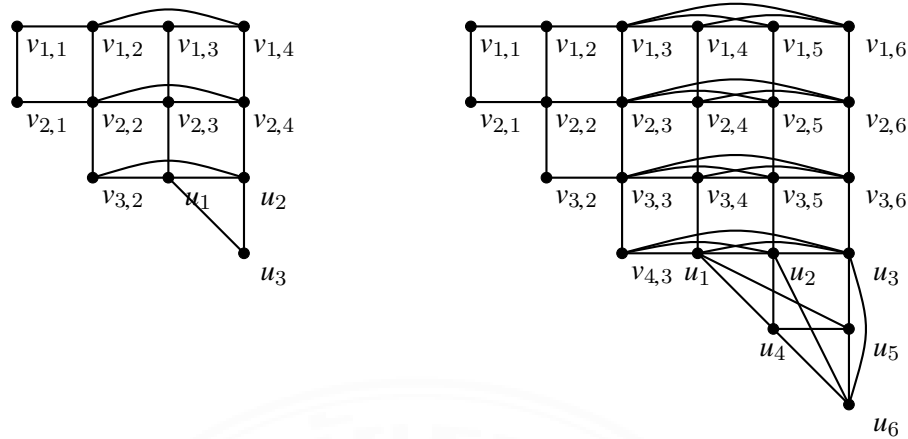 v1,1 v1,2 v1,3 v1,4 v1,1 v1,2 v1,3 v1,4 v1,5 v1,6
v2,1 v2,2 v2,3 v2,4 v2,1 v2,2 v2,3 v2,4 v2,5 v2,6
v3,2 u1 u2 v3,2 v3,3 v3,4 v3,5 v3,6
u3 v4,3 u1 u2 u3
u4 u5
u6